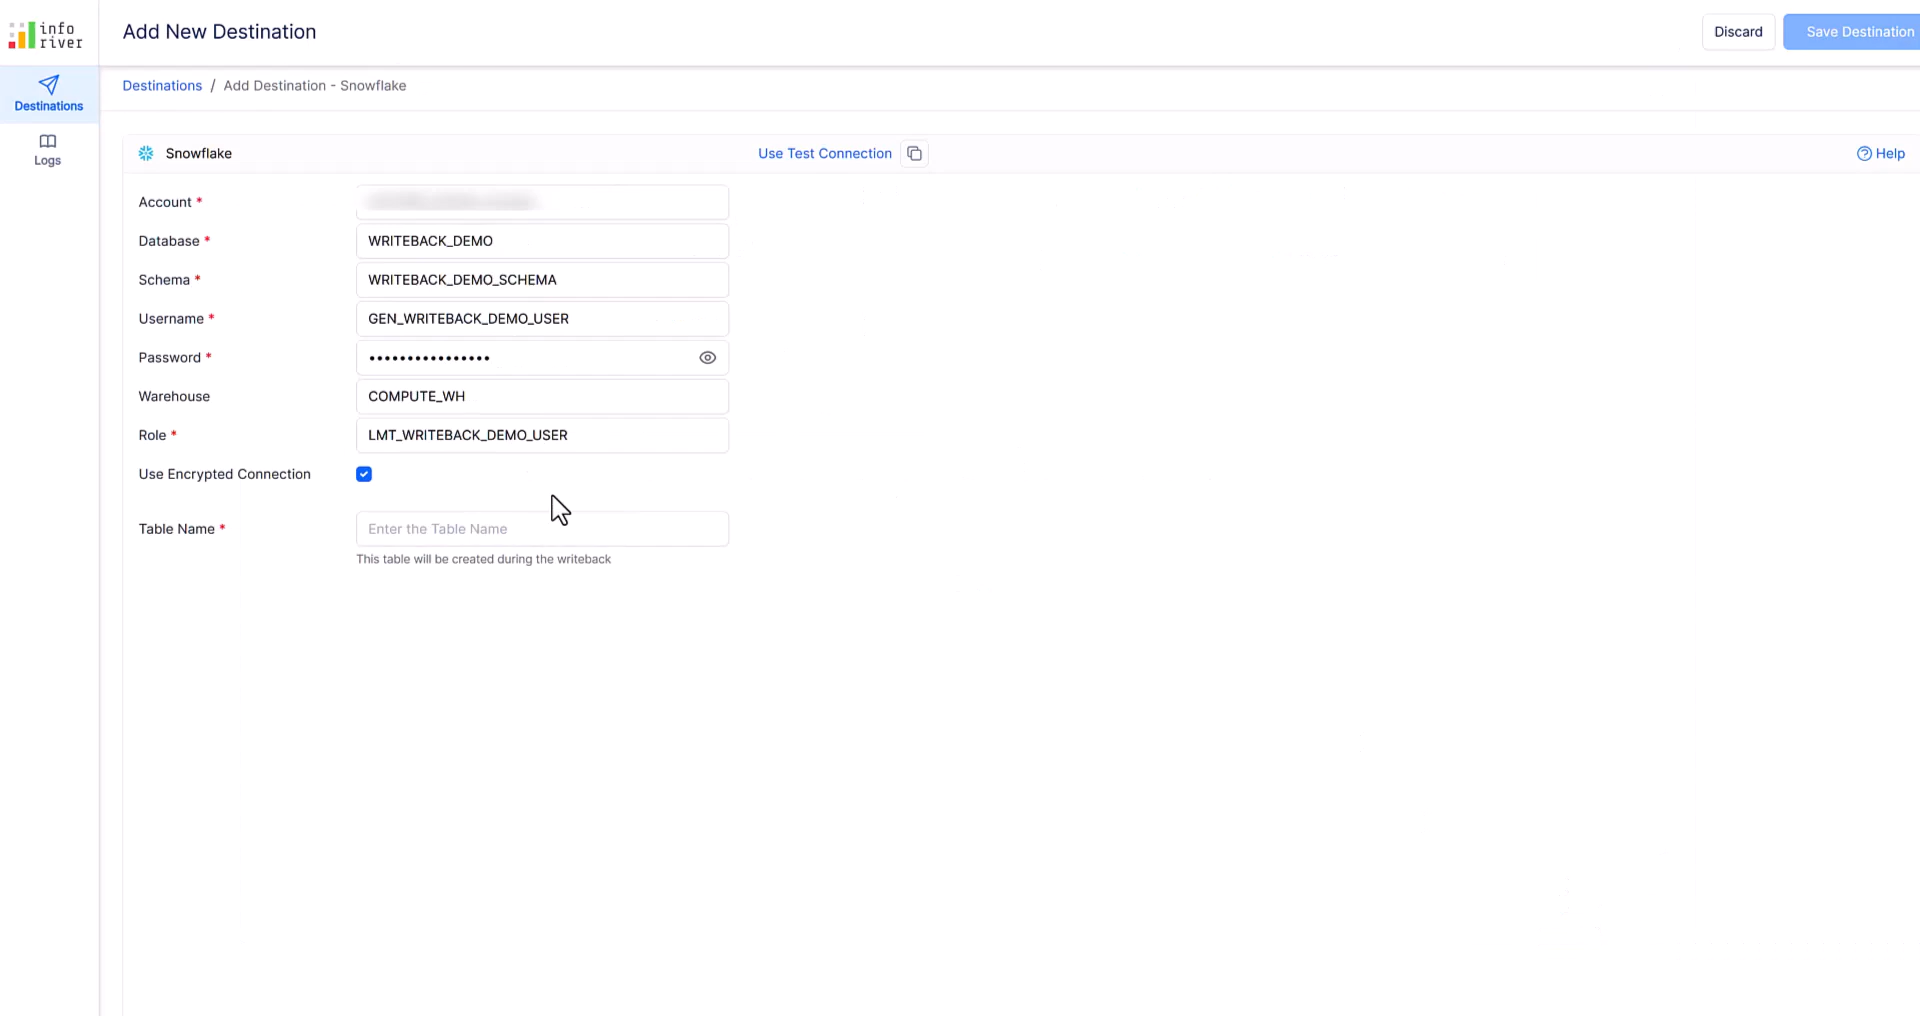 info
river
Add New Destination
Discard
Save Destination
Destinations
Logs
Destinations / Add Destination - Snowflake
Snowflake
Use Test Connection
Help
Account *
Database *
WRITEBACK_DEMO
Schema *
WRITEBACK_DEMO_SCHEMA
Username *
GEN_WRITEBACK_DEMO_USER
Password *
••••••••••••••••
Warehouse
COMPUTE_WH
Role *
LMT_WRITEBACK_DEMO_USER
Use Encrypted Connection
Table Name *
Enter the Table Name
This table will be created during the writeback